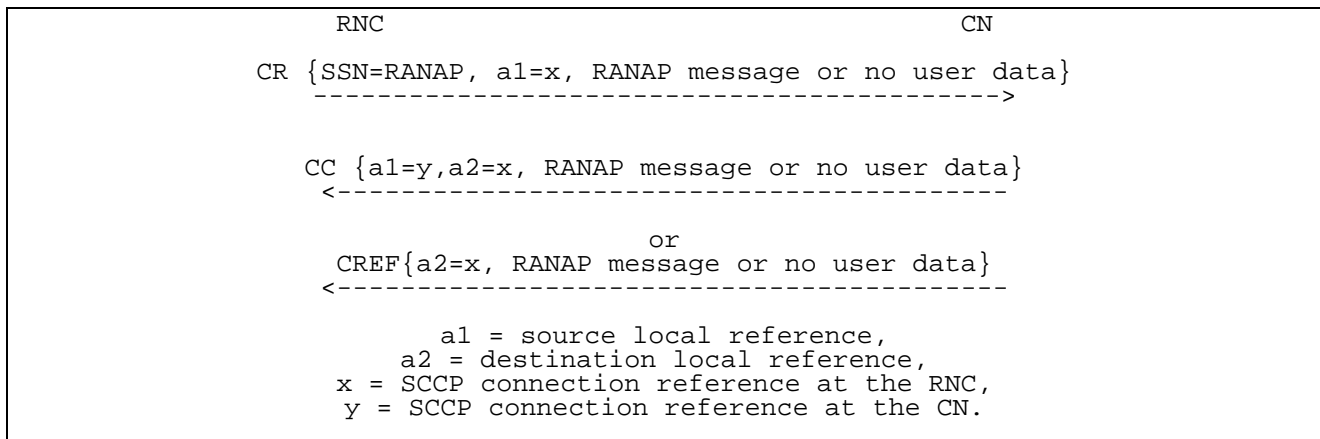 RNC CN
CR {SSN=RANAP, a1=x, RANAP message or no user data}
------------------------------------------->
CC {a1=y,a2=x, RANAP message or no user data}
<------------------------------------------
or
CREF{a2=x, RANAP message or no user data}
<------------------------------------------
a1 = source local reference,
a2 = destination local reference,
x = SCCP connection reference at the RNC,
y = SCCP connection reference at the CN.